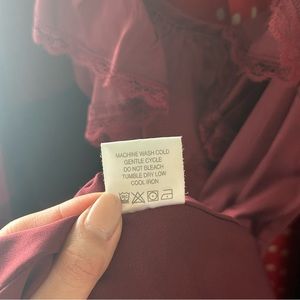 MACHINE WASH COLD
GENTLE CYCLE
DO NOT BLEACH
TUMBLE DRY LOW
COOL IRON